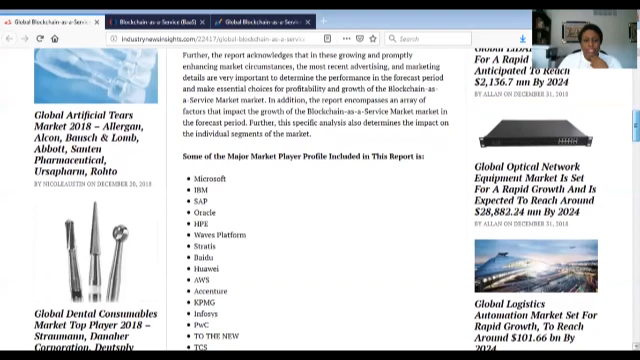 Global Blockchain-as-a-Service
Blockchain-as-a-Service (BaaS)
Global Blockchain-as-a-Service
industrynewsinsights.com/22417/global-blockchain-as-a-service
Search
Global Artificial Tears
Market 2018 – Allergan,
Alcon, Bausch & Lomb,
Abbott, Santen
Pharmaceutical,
Ursapharm, Rohto
BY NICOLEAUSTIN ON DECEMBER 20, 2018
Global Dental Consumables
Market Top Player 2018 –
Straumann, Danaher
Corporation, Dentsply
Further, the report acknowledges that in these growing and promptly
enhancing market circumstances, the most recent advertising, and marketing
details are very important to determine the performance in the forecast period
and make essential choices for profitability and growth of the Blockchain-as-
a-Service Market market. In addition, the report encompasses an array of
factors that impact the growth of the Blockchain-as-a-Service Market market in
the forecast period. Further, this specific analysis also determines the impact on
the individual segments of the market.
Some of the Major Market Player Profile Included in This Report is:
Microsoft
IBM
SAP
Oracle
HPE
Waves Platform
Stratis
Baidu
Huawei
AWS
Accenture
KPMG
Infosys
PwC
TO THE NEW
TCS
For A Rapid
Anticipated To Reach
$2,136.7 mn By 2024
BY ALLAN ON DECEMBER 31, 2018
Global Optical Network
Equipment Market Is Set
For A Rapid Growth And Is
Expected To Reach Around
$28,882.24 mn By 2024
BY ALLAN ON DECEMBER 31, 2018
Global Logistics
Automation Market Set For
Rapid Growth, To Reach
Around $101.66 bn By
2024